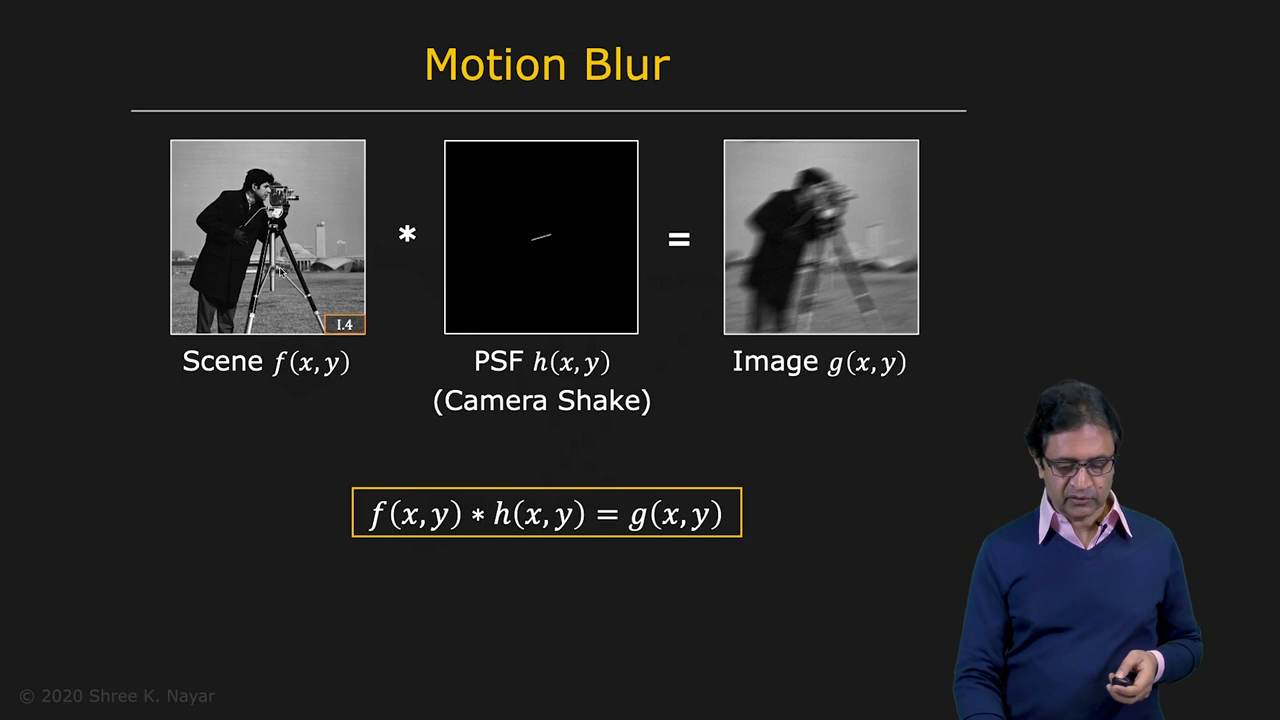 Motion Blur
*
=
I.4
Scene f(x,y)
PSF h(x,y)
(Camera Shake)
Image g(x,y)
f(x,y) ∗ h(x,y) = g(x,y)
© 2020 Shree K. Nayar